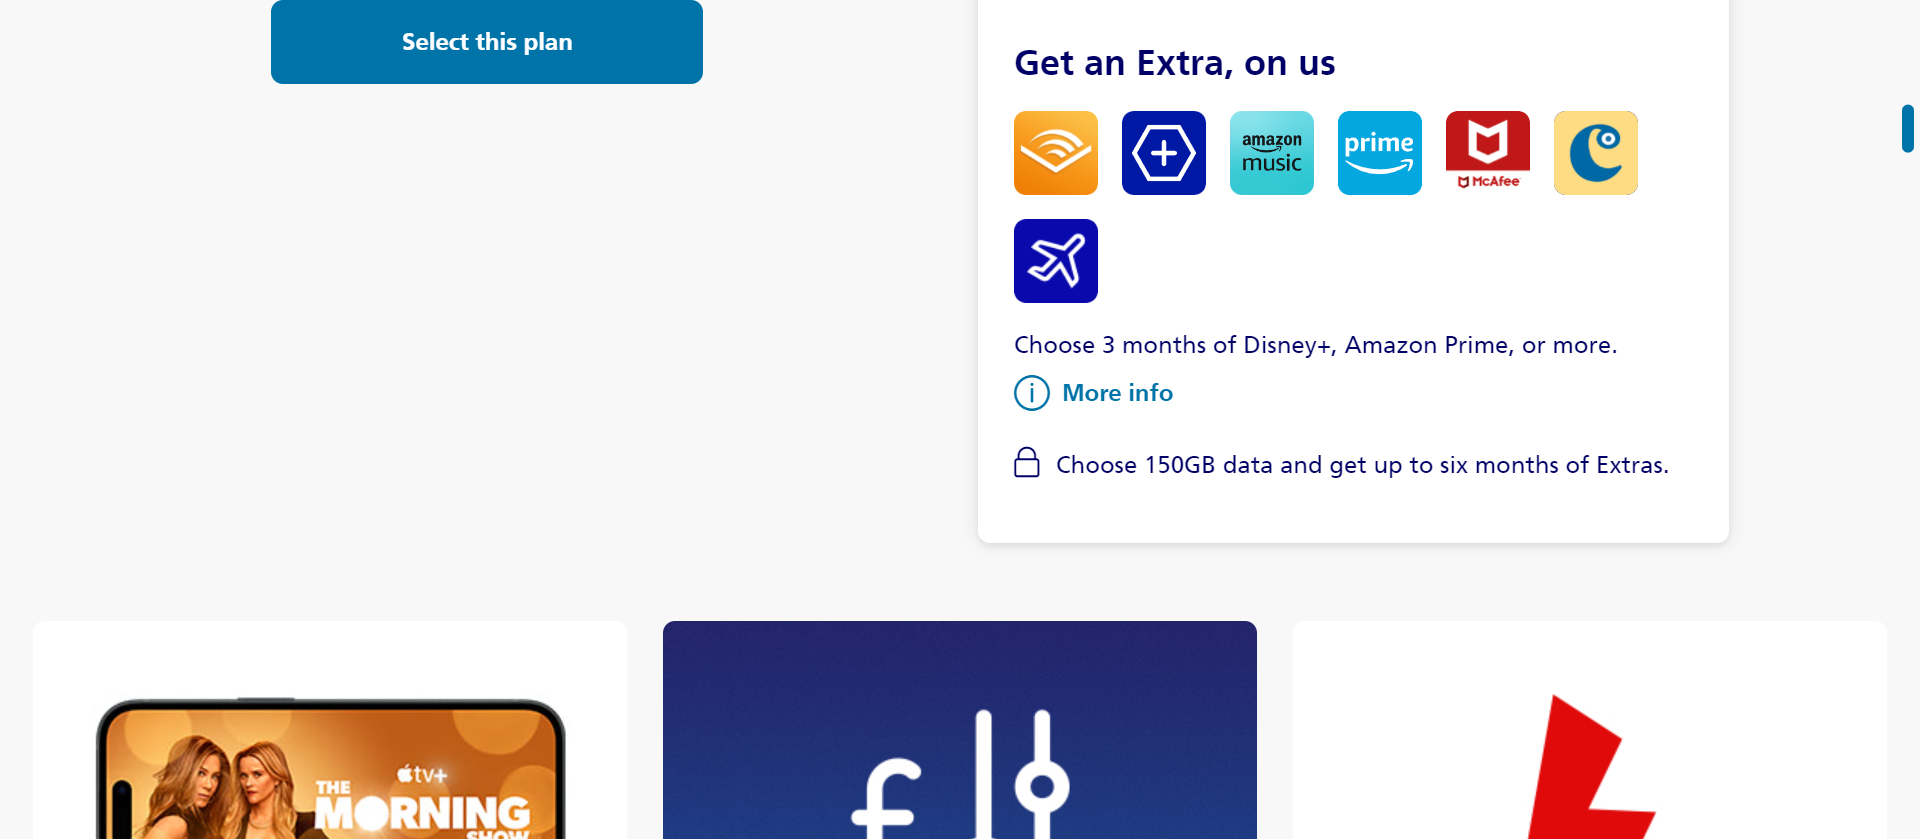 Select this plan
Get an Extra, on us
amazon
music
prime
McAfee
Choose 3 months of Disney+, Amazon Prime, or more.
More info
Choose 150GB data and get up to six months of Extras.
tv+
THE
MORNING
SHOW
£